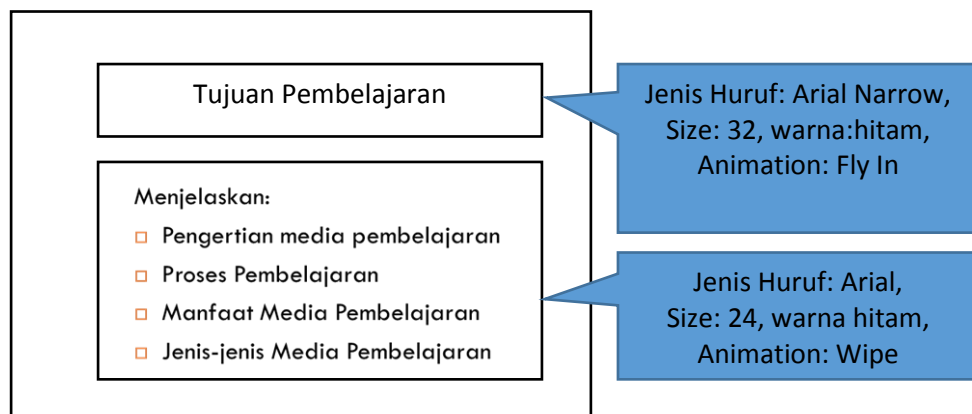 Tujuan Pembelajaran
Menjelaskan:
Pengertian media pembelajaran
Proses Pembelajaran
Manfaat Media Pembelajaran
Jenis-jenis Media Pembelajaran
Jenis Huruf: Arial Narrow,
Size: 32, warna:hitam,
Animation: Fly In
Jenis Huruf: Arial,
Size: 24, warna hitam,
Animation: Wipe